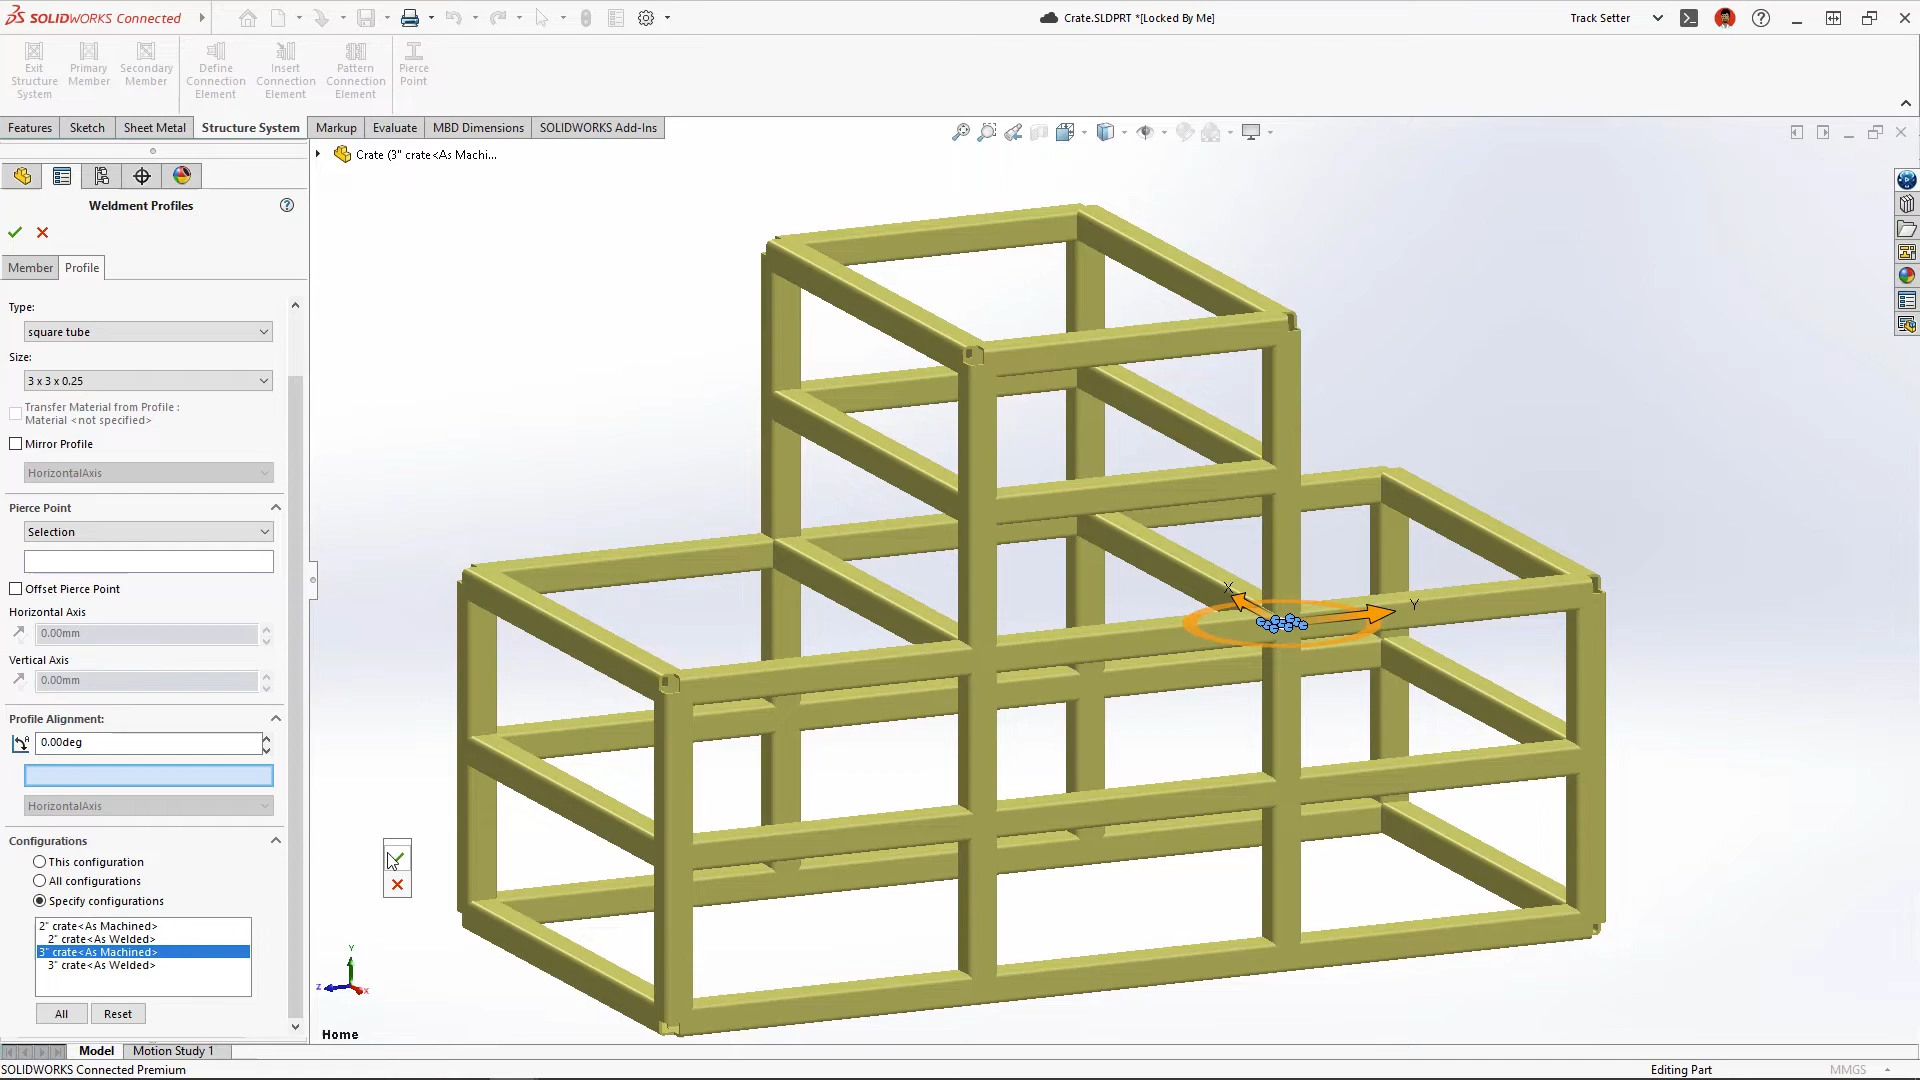 SOLIDWORKS Connected
Crate.SLDPRT *[Locked By Me]
Track Setter
Exit Structure System
Primary Member
Secondary Member
Define Connection Element
Insert Connection Element
Pattern Connection Element
Pierce Point
Features
Sketch
Sheet Metal
Structure System
Markup
Evaluate
MBD Dimensions
SOLIDWORKS Add-Ins
Crate (3" crate<As Machi...
Weldment Profiles
Member
Profile
Type:
square tube
Size:
3 x 3 x 0.25
Transfer Material from Profile :
Material <not specified>
Mirror Profile
HorizontalAxis
Pierce Point
Selection
Offset Pierce Point
Horizontal Axis
0.00mm
Vertical Axis
0.00mm
Profile Alignment:
0.00deg
HorizontalAxis
Configurations
This configuration
All configurations
Specify configurations
2" crate<As Machined>
2" crate<As Welded>
3" crate<As Machined>
3" crate<As Welded>
All
Reset
X
Y
Y
Z
X
Home
Model
Motion Study 1
SOLIDWORKS Connected Premium
Editing Part
MMGS